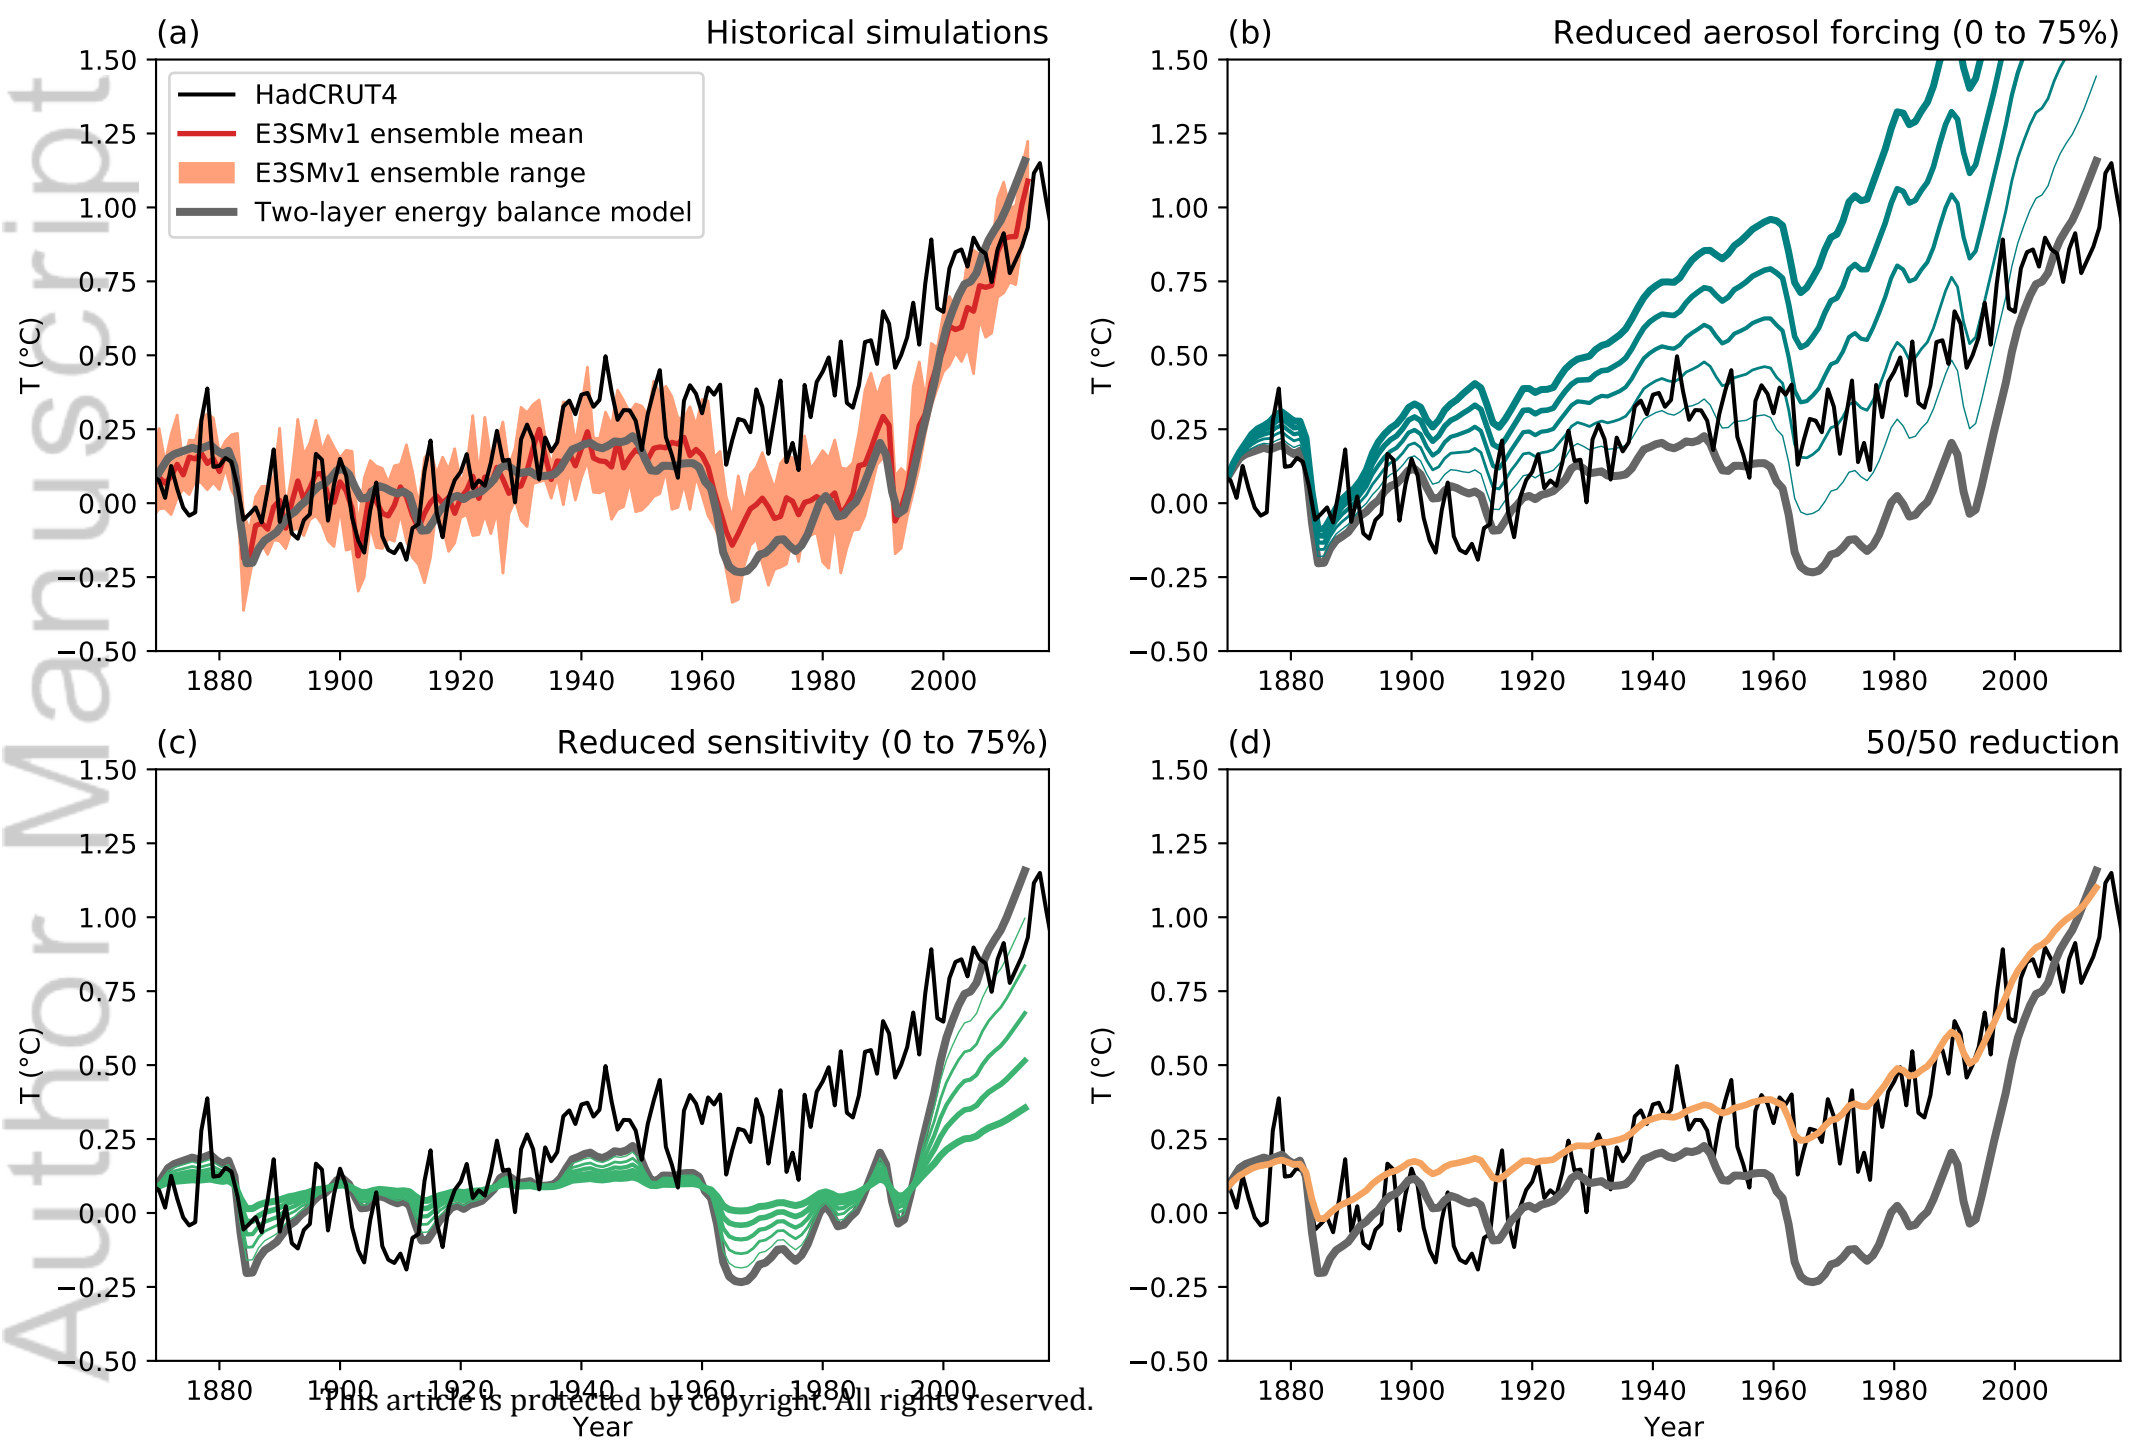 (a) Historical simulations
1.50
1.25
1.00
0.75
0.50
0.25
0.00
−0.25
−0.50
T (°C)
HadCRUT4
E3SMv1 ensemble mean
E3SMv1 ensemble range
Two-layer energy balance model
1880 1900 1920 1940 1960 1980 2000
(b) Reduced aerosol forcing (0 to 75%)
1.50
1.25
1.00
0.75
0.50
0.25
0.00
−0.25
−0.50
T (°C)
1880 1900 1920 1940 1960 1980 2000
(c) Reduced sensitivity (0 to 75%)
1.50
1.25
1.00
0.75
0.50
0.25
0.00
−0.25
−0.50
T (°C)
1880 1900 1920 1940 1960 1980 2000
Year
(d) 50/50 reduction
1.50
1.25
1.00
0.75
0.50
0.25
0.00
−0.25
−0.50
T (°C)
1880 1900 1920 1940 1960 1980 2000
Year
Author Manuscript
This article is protected by copyright. All rights reserved.